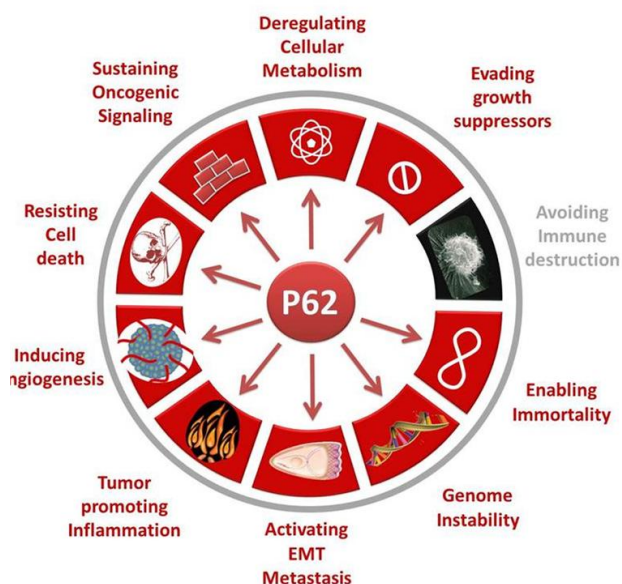 Deregulating
Cellular
Metabolism
Sustaining
Oncogenic
Signaling
Evading
growth
suppressors
Resisting
Cell
death
Avoiding
Immune
destruction
P62
Inducing
ngiogenesis
Enabling
Immortality
Tumor
promoting
Inflammation
Genome
Instability
Activating
EMT
Metastasis